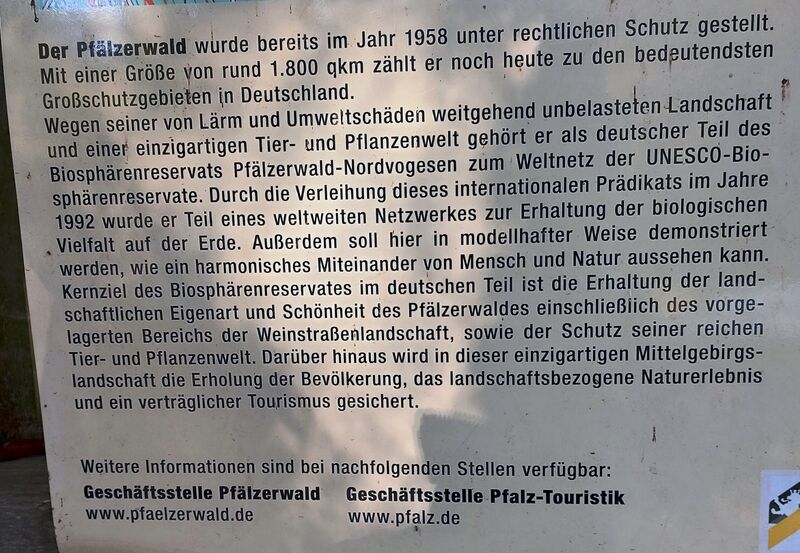 Der Pfälzerwald wurde bereits im Jahr 1958 unter rechtlichen Schutz gestellt.
Mit einer Größe von rund 1.800 qkm zählt er noch heute zu den bedeutendsten
Großschutzgebieten in Deutschland.
Wegen seiner von Lärm und Umweltschäden weitgehend unbelasteten Landschaft
und einer einzigartigen Tier- und Pflanzenwelt gehört er als deutscher Teil des
Biosphärenreservats Pfälzerwald-Nordvogesen zum Weltnetz der UNESCO-Bio-
sphärenreservate. Durch die Verleihung dieses internationalen Prädikats im Jahre
1992 wurde er Teil eines weltweiten Netzwerkes zur Erhaltung der biologischen
Vielfalt auf der Erde. Außerdem soll hier in modellhafter Weise demonstriert
werden, wie ein harmonisches Miteinander von Mensch und Natur aussehen kann.
Kernziel des Biosphärenreservates im deutschen Teil ist die Erhaltung der land-
schaftlichen Eigenart und Schönheit des Pfälzerwaldes einschließlich des vorge-
lagerten Bereichs der Weinstraßenlandschaft, sowie der Schutz seiner reichen
Tier- und Pflanzenwelt. Darüber hinaus wird in dieser einzigartigen Mittelgebirgs-
landschaft die Erholung der Bevölkerung, das landschaftsbezogene Naturerlebnis
und ein verträglicher Tourismus gesichert.
Weitere Informationen sind bei nachfolgenden Stellen verfügbar:
Geschäftsstelle Pfälzerwald Geschäftsstelle Pfalz-Touristik
www.pfaelzerwald.de www.pfalz.de